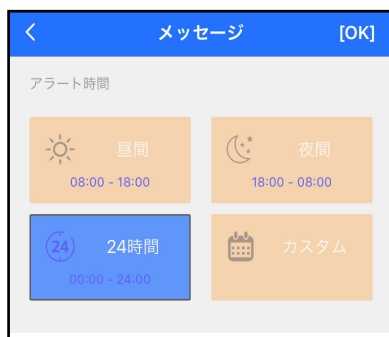 メッセージ [OK]
アラート時間
昼間
08:00 - 18:00
夜間
18:00 - 08:00
24 24時間
00:00 - 24:00
カスタム